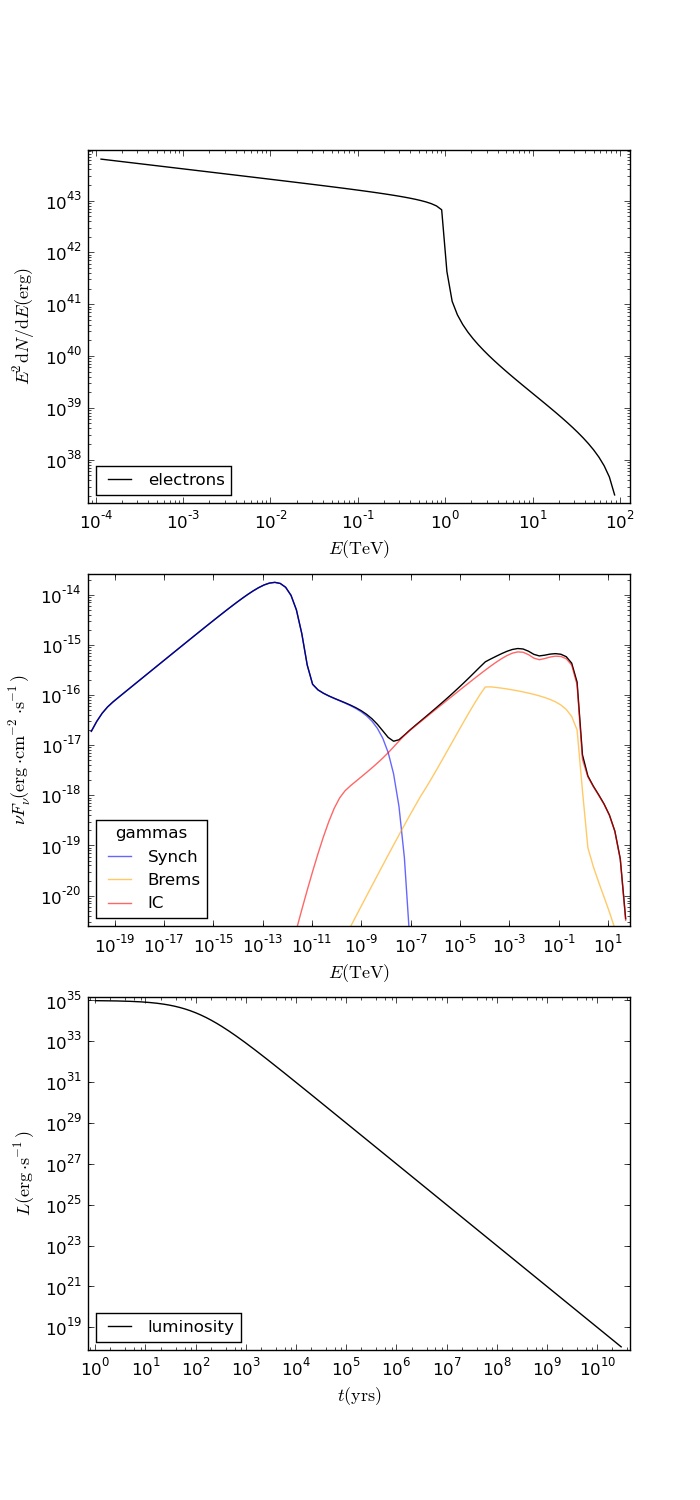 10^43
10^42
10^41
10^40
10^39
10^38
E^2 dN/dE(erg)
electrons
10^-4 10^-3 10^-2 10^-1 10^0 10^1 10^2
E(TeV)
10^-14
10^-15
10^-16
10^-17
10^-18
10^-19
10^-20
νF_ν(erg·cm^−2 ·s^−1)
gammas
Synch
Brems
IC
10^-19 10^-17 10^-15 10^-13 10^-11 10^-9 10^-7 10^-5 10^-3 10^-1 10^1
E(TeV)
10^35
10^33
10^31
10^29
10^27
10^25
10^23
10^21
10^19
L(erg·s^−1)
luminosity
10^0 10^1 10^2 10^3 10^4 10^5 10^6 10^7 10^8 10^9 10^10
t(yrs)